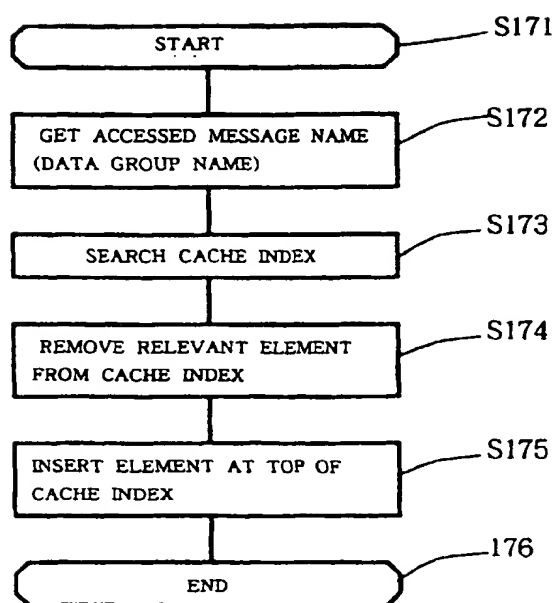 START
S171
GET ACCESSED MESSAGE NAME
(DATA GROUP NAME)
S172
SEARCH CACHE INDEX
S173
REMOVE RELEVANT ELEMENT
FROM CACHE INDEX
S174
INSERT ELEMENT AT TOP OF
CACHE INDEX
S175
END
176